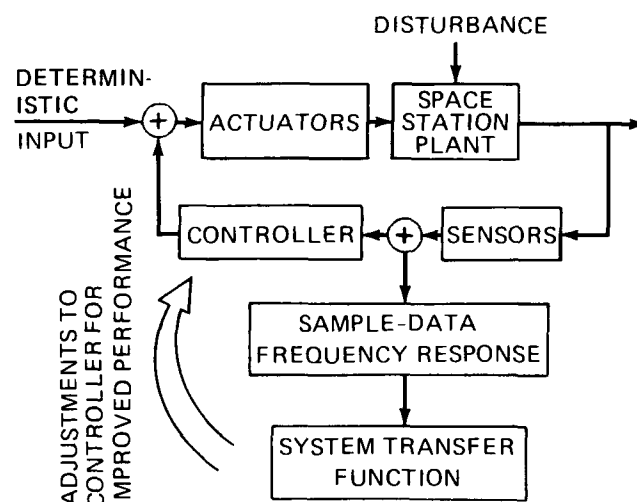 DISTURBANCE
DETERMIN-
ISTIC
INPUT
+
ACTUATORS
SPACE
STATION
PLANT
CONTROLLER
+
SENSORS
SAMPLE-DATA
FREQUENCY RESPONSE
SYSTEM TRANSFER
FUNCTION
ADJUSTMENTS TO
CONTROLLER FOR
IMPROVED PERFORMANCE